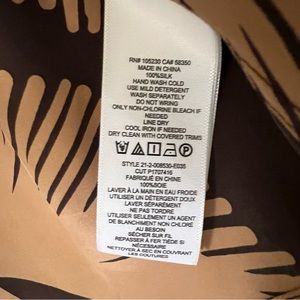 RN# 105230 CA# 58350
MADE IN CHINA
100%SILK
HAND WASH COLD
USE MILD DETERGENT
WASH SEPARATELY
DO NOT WRING
ONLY NON-CHLORINE BLEACH IF
NEEDED
LINE DRY
COOL IRON IF NEEDED
DRY CLEAN WITH COVERED TRIMS
STYLE 21-2-008530-E035
CUT P1707416
FABRIQUÉ EN CHINE
100%SOIE
LAVER À LA MAIN EN EAU FROIDE
UTILISER UN DÉTERGENT DOUX
LAVER SÉPARÉMENT
NE PAS TORDRE
SEULEMENT UTILISER UN AGENT
DE BLANCHIMENT NON CHLORÉ
AU BESOIN
SÉCHER SUR FIL
REPASSER À FER TIÈDE SI
NÉCESSAIRE
NETTOYER À SEC EN COUVRANT
LES GARNITURES